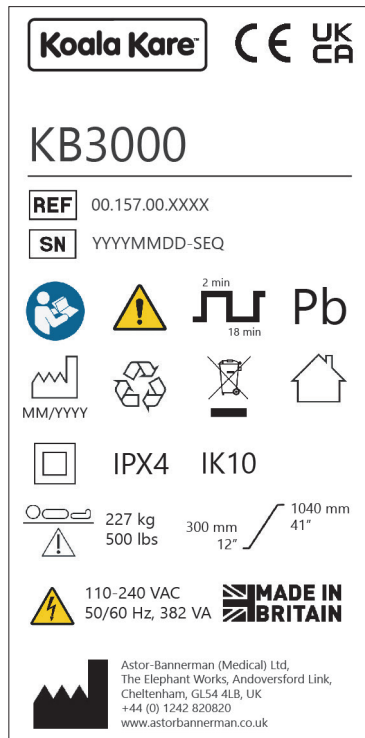 Koala Kare™
CE UK CA
KB3000
REF 00.157.00.XXXX
SN YYYYMMDD-SEQ
2 min
18 min
Pb
MM/YYYY
IPX4 IK10
227 kg
500 lbs
300 mm
12"
1040 mm
41"
110-240 VAC
50/60 Hz, 382 VA
MADE IN
BRITAIN
Astor-Bannerman (Medical) Ltd,
The Elephant Works, Andoversford Link,
Cheltenham, GL54 4LB, UK
+44 (0) 1242 820820
www.astorbannerman.co.uk